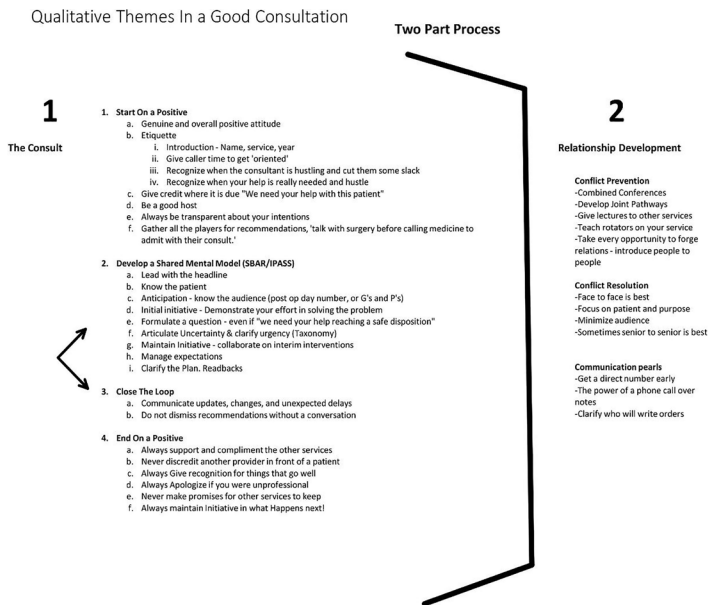 Qualitative Themes In a Good Consultation
Two Part Process
1
The Consult
1. Start On a Positive
a. Genuine and overall positive attitude
b. Etiquette
i. Introduction - Name, service, year
ii. Give caller time to get 'oriented'
iii. Recognize when the consultant is hustling and cut them some slack
iv. Recognize when your help is really needed and hustle
c. Give credit where it is due "We need your help with this patient"
d. Be a good host
e. Always be transparent about your intentions
f. Gather all the players for recommendations, 'talk with surgery before calling medicine to
admit with their consult.'
2. Develop a Shared Mental Model (SBAR/IPASS)
a. Lead with the headline
b. Know the patient
c. Anticipation - know the audience (post op day number, or G's and P's)
d. Initial initiative - Demonstrate your effort in solving the problem
e. Formulate a question - even if "we need your help reaching a safe disposition"
f. Articulate Uncertainty & clarify urgency (Taxonomy)
g. Maintain Initiative - collaborate on interim interventions
h. Manage expectations
i. Clarify the Plan. Readbacks
3. Close The Loop
a. Communicate updates, changes, and unexpected delays
b. Do not dismiss recommendations without a conversation
4. End On a Positive
a. Always support and compliment the other services
b. Never discredit another provider in front of a patient
c. Always Give recognition for things that go well
d. Always Apologize if you were unprofessional
e. Never make promises for other services to keep
f. Always maintain Initiative in what Happens next!
2
Relationship Development
Conflict Prevention
-Combined Conferences
-Develop Joint Pathways
-Give lectures to other services
-Teach rotators on your service
-Take every opportunity to forge
relations - introduce people to
people
Conflict Resolution
-Face to face is best
-Focus on patient and purpose
-Minimize audience
-Sometimes senior to senior is best
Communication pearls
-Get a direct number early
-The power of a phone call over
notes
-Clarify who will write orders